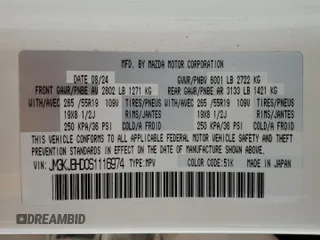 MFD. BY MAZDA MOTOR CORPORATION
DATE 08/24 GVWR/PNBV 6001 LB 2722 KG
FRONT GAWR/PNBE AV 2802 LB 1271 KG REAR GAWR/PNBE AR 3133 LB 1421 KG
WITH/AVEC 265/55R19 109V TIRES/PNEUS WITH/AVEC 265/55R19 109V TIRES/PNEUS
19X8 1/2J RIMS/JANTES 19X8 1/2J RIMS/JANTES
250 KPA/36 PSI COLD/A FROID 250 KPA/36 PSI COLD/A FROID
THIS VEHICLE CONFORMS TO ALL APPLICABLE FEDERAL MOTOR VEHICLE SAFETY AND THEFT
PREVENTION STANDARDS IN EFFECT ON THE DATE OF MANUFACTURE SHOWN ABOVE.
TYPE:MPV COLOR CODE:51K MADE IN JAPAN
DREAMBID